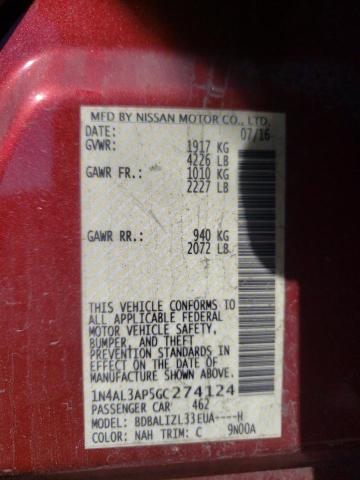 MFD BY NISSAN MOTOR CO., LTD.
DATE: 07/16
GVWR: 1917 KG
4226 LB
GAWR FR.: 1010 KG
2227 LB
GAWR RR.: 940 KG
2072 LB
THIS VEHICLE CONFORMS TO
ALL APPLICABLE FEDERAL
MOTOR VEHICLE SAFETY,
BUMPER, AND THEFT
PREVENTION STANDARDS IN
EFFECT ON THE DATE OF
MANUFACTURE SHOWN ABOVE.
1N4AL3AP5GC274124
PASSENGER CAR 462
MODEL: BDBALIZL33EUA----H
COLOR: NAH TRIM: C 9N00A